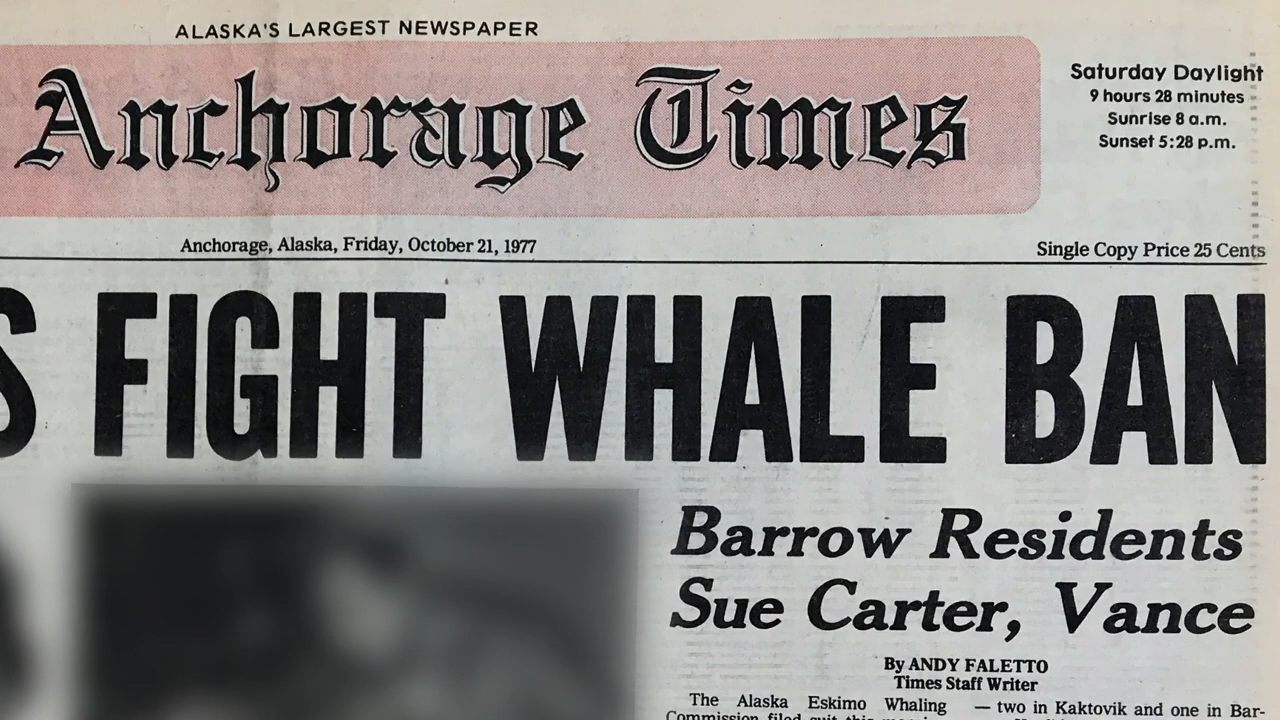 ALASKA'S LARGEST NEWSPAPER
Anchorage Times
Saturday Daylight
9 hours 28 minutes
Sunrise 8 a.m.
Sunset 5:28 p.m.
Anchorage, Alaska, Friday, October 21, 1977
Single Copy Price 25 Cents
S FIGHT WHALE BAN
Barrow Residents
Sue Carter, Vance
By ANDY FALETTO
Times Staff Writer
The Alaska Eskimo Whaling
Commission filed suit this
— two in Kaktovik and one in Bar-